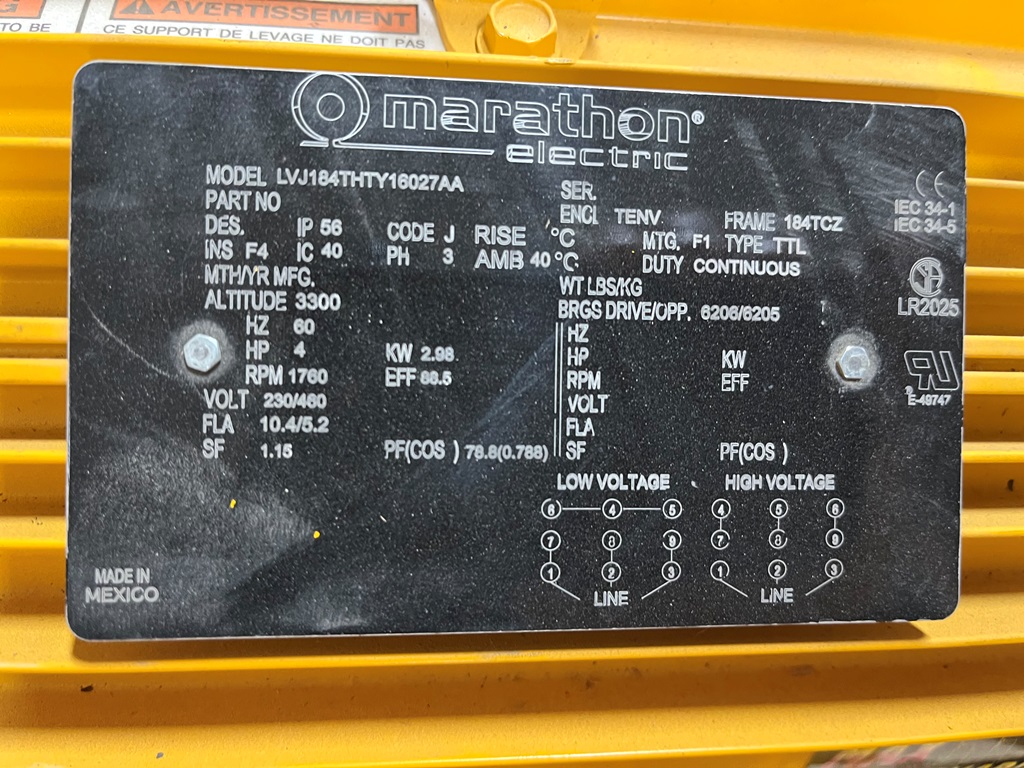 AVERTISSEMENT
TO BE
CE SUPPORT DE LEVAGE NE DOIT PAS
marathon®
electric
MODEL LVJ184THTY16027AA
PART NO
DES. IP 56 CODE J RISE °C
INS F4 IC 40 PH 3 AMB 40 °C
MTH/YR MFG.
ALTITUDE 3300
HZ 60
HP 4 KW 2.98
RPM 1760 EFF 88.5
VOLT 230/460
FLA 10.4/5.2
SF 1.15 PF(COS ) 78.8(0.788)
SER.
ENCL TENV FRAME 184TCZ
MTG. F1 TYPE TTL
DUTY CONTINUOUS
WT LBS/KG
BRGS DRIVE/OPP. 6206/6205
HZ
HP KW
RPM EFF
VOLT
FLA
SF PF(COS )
LOW VOLTAGE HIGH VOLTAGE
6 4 5 4 5 6
7 8 9 7 8 9
1 2 3 1 2 3
LINE LINE
CE
IEC 34-1
IEC 34-5
LR2025
E-49747
MADE IN
MEXICO